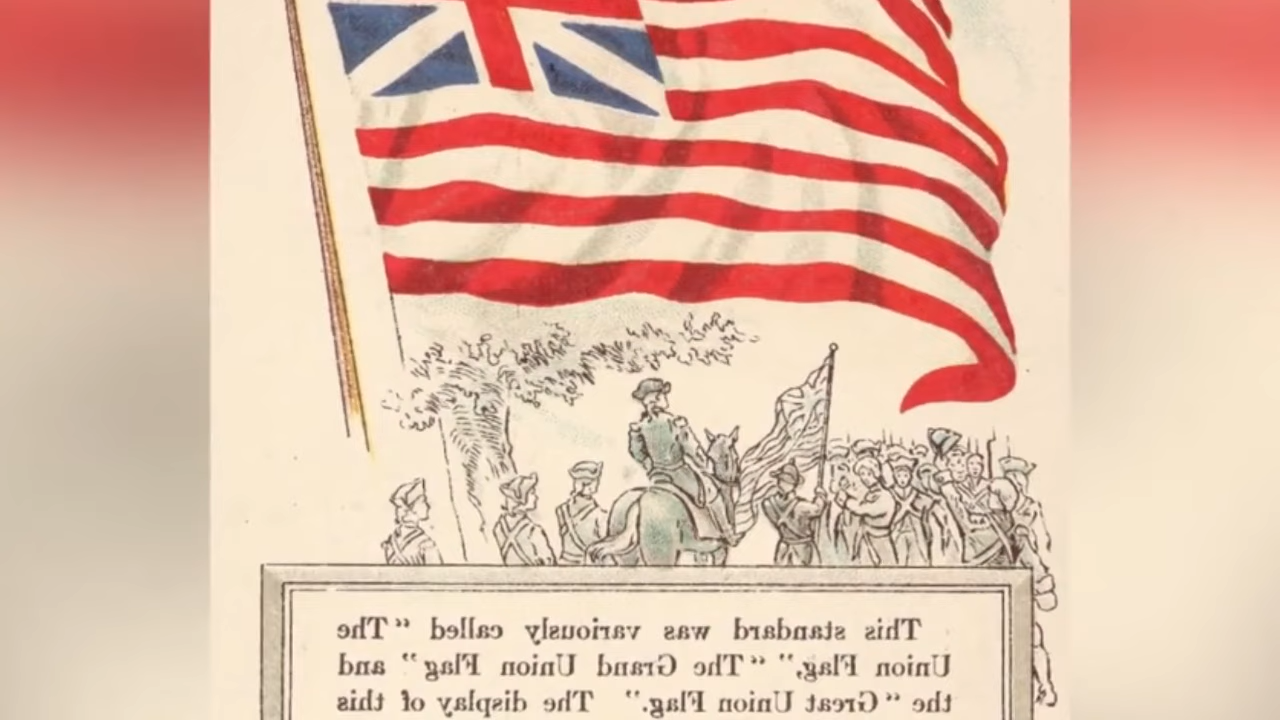 This standard was variously called “The
Union Flag,” “The Grand Union Flag” and
the “Great Union Flag.” The display of this